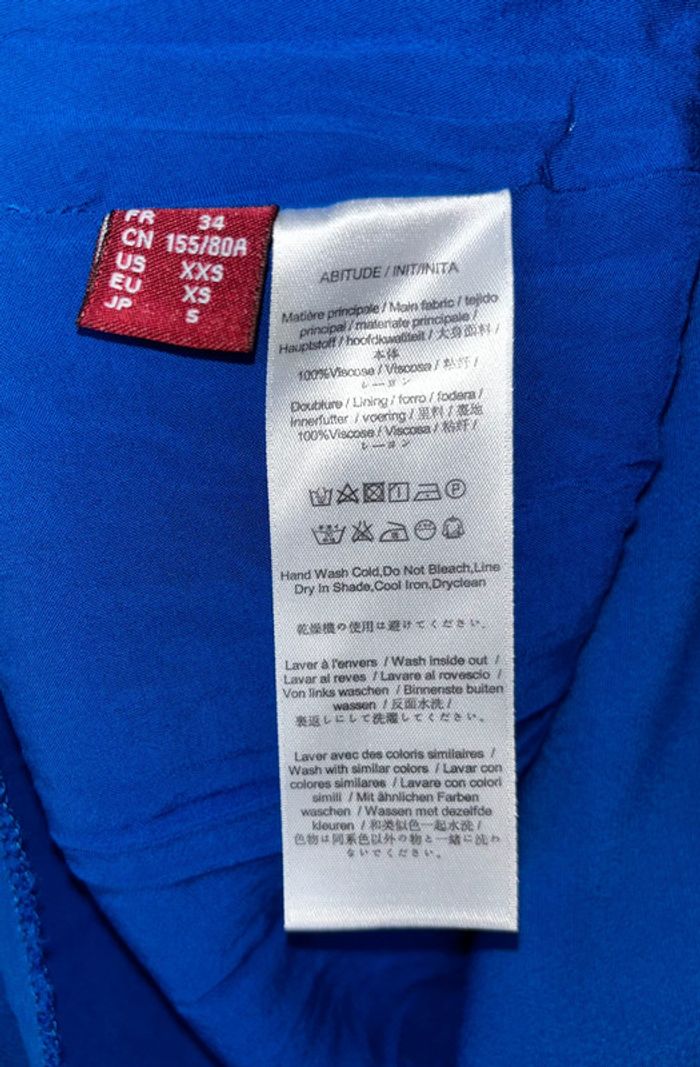 FR 34
CN 155/80A
US XXS
EU XS
JP S
ABITUDE / INIT/INITA
Matière principale / Main fabric / tejido
principal / materiale principale /
Hauptstoff / hoofdkwaliteit / 大身面料 /
本体
100%Viscose / Viscosa / 粘纤 /
レーヨン
Doublure / Lining / forro / fodera /
innerfutter / voering / 里料 / 裏地
100%Viscose / Viscosa / 粘纤 /
レーヨン
Hand Wash Cold,Do Not Bleach,Line
Dry In Shade,Cool Iron,Dryclean
乾燥機の使用は避けてください.
Laver à l'envers / Wash inside out /
Lavar al reves / Lavare al rovescio /
Von links waschen / Binnenste buiten
wassen / 反面水洗 /
裏返しにして洗濯してください。
Laver avec des coloris similaires /
Wash with similar colors / Lavar con
colores similares / Lavare con colori
simili / Mit ähnlichen Farben
waschen / Wassen met dezelfde
kleuren / 和类似色一起水洗 /
色物は同系色以外の物と一緒に洗わ
ないでください。